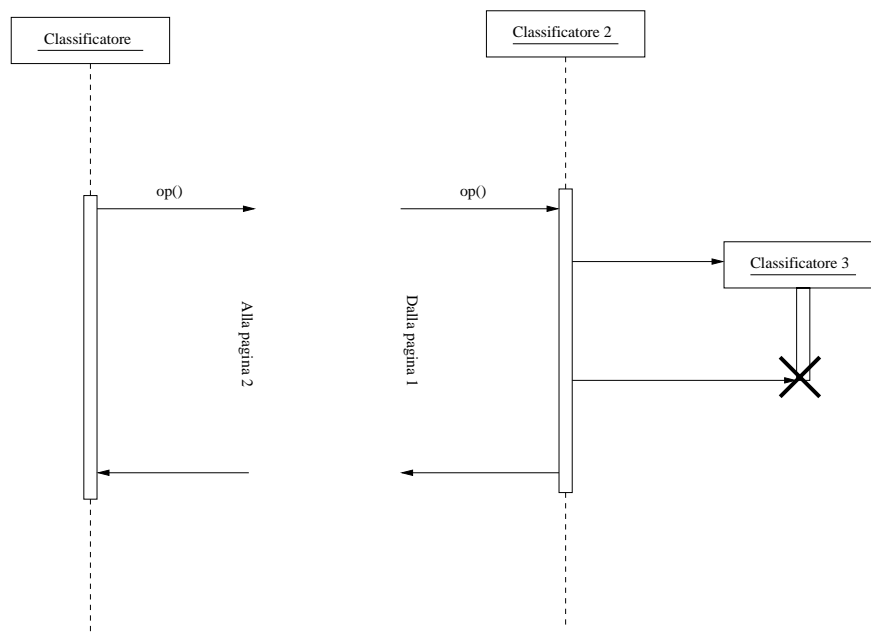 Classificatore
Classificatore 2
op()
op()
Classificatore 3
Alla pagina 2
Dalla pagina 1